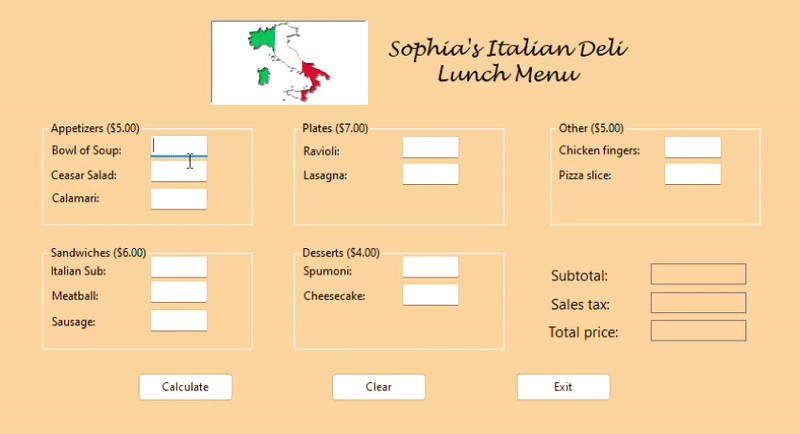 Sophia's Italian Deli
Lunch Menu
Appetizers ($5.00)
Bowl of Soup:
Ceasar Salad:
Calamari:
Plates ($7.00)
Ravioli:
Lasagna:
Other ($5.00)
Chicken fingers:
Pizza slice:
Sandwiches ($6.00)
Italian Sub:
Meatball:
Sausage:
Desserts ($4.00)
Spumoni:
Cheesecake:
Subtotal:
Sales tax:
Total price:
Calculate
Clear
Exit